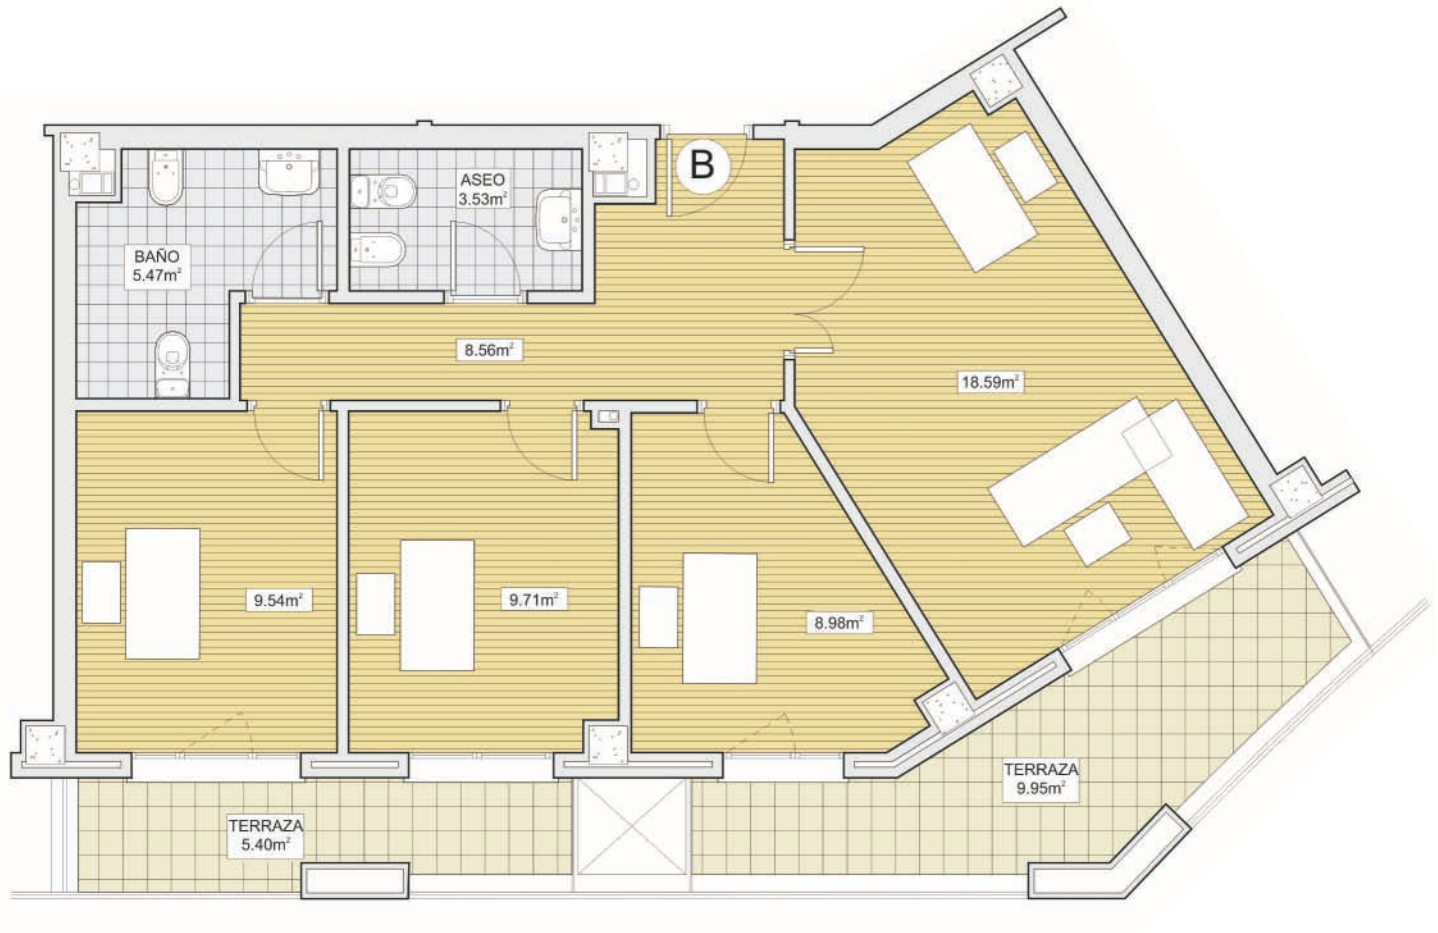 B
ASEO
3.53m²
BAÑO
5.47m²
8.56m²
18.59m²
9.54m²
9.71m²
8.98m²
TERRAZA
9.95m²
TERRAZA
5.40m²